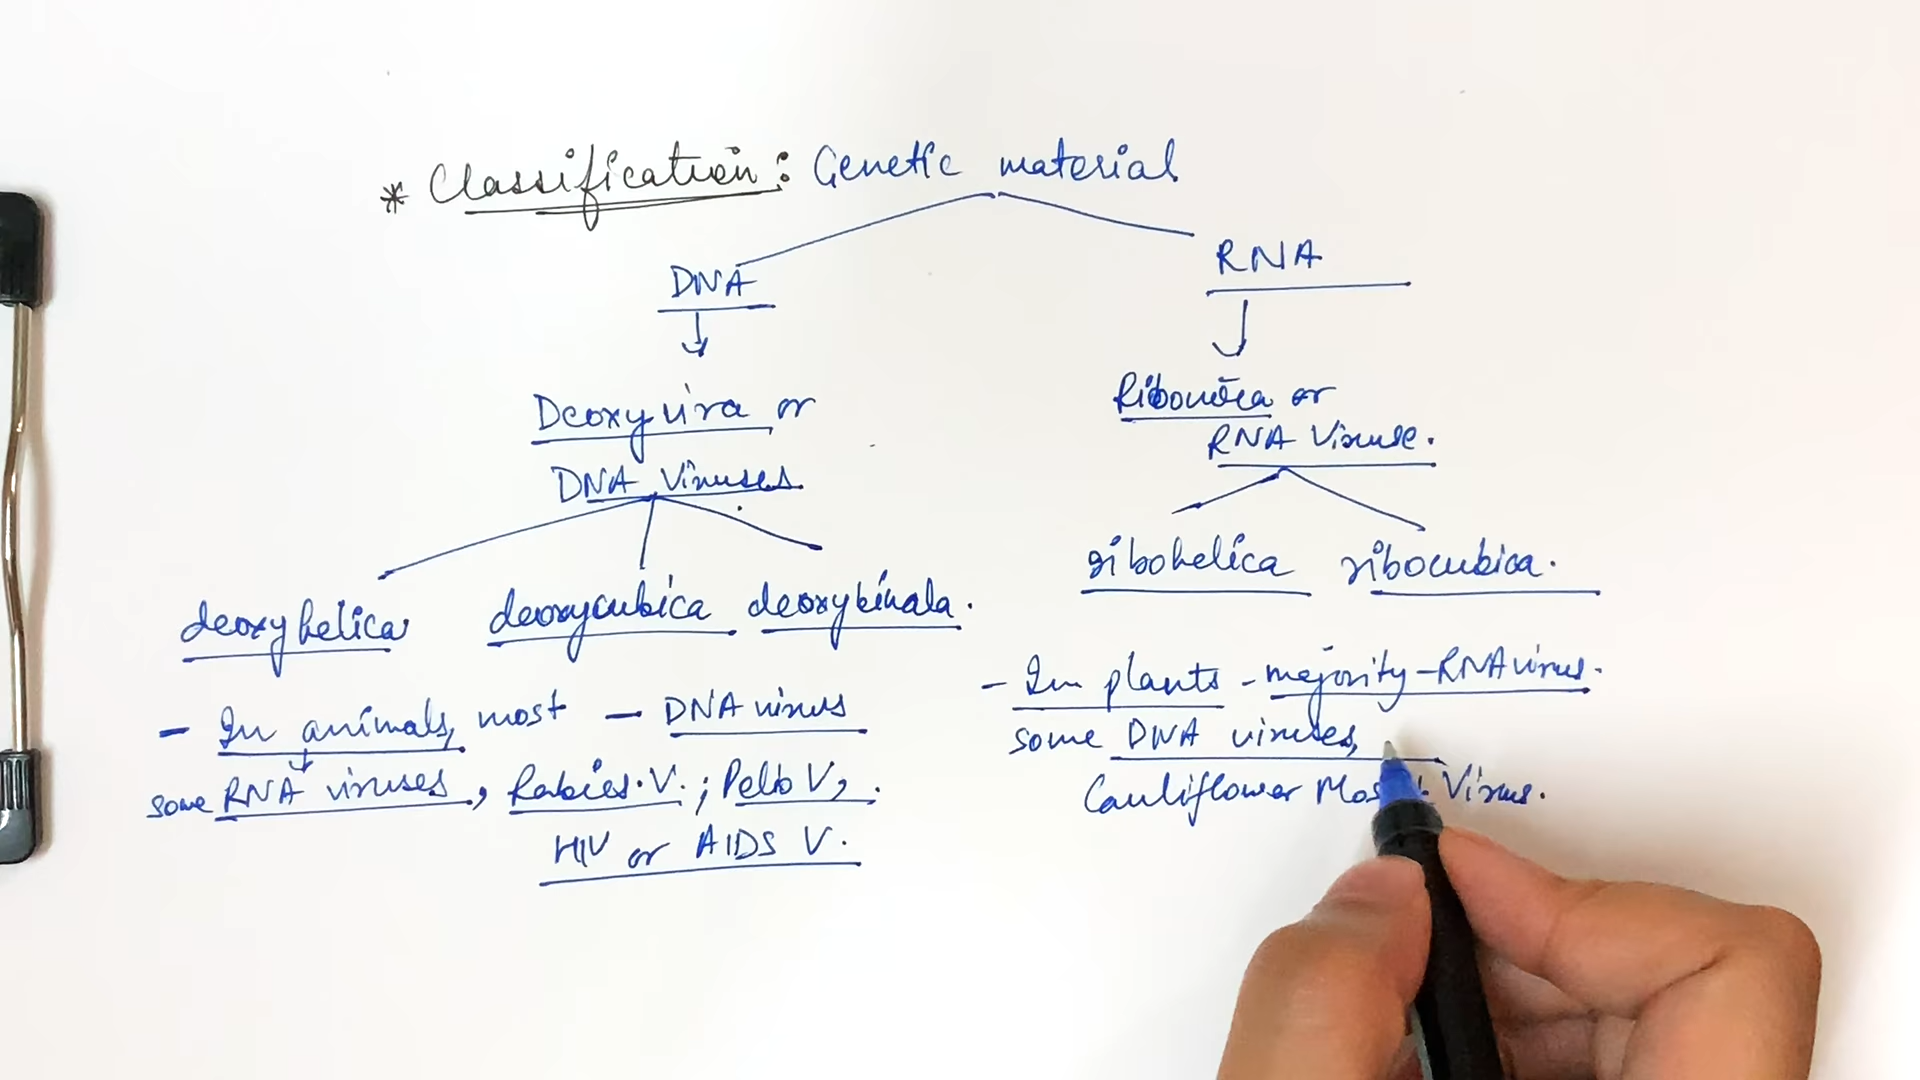 * Classification: Genetic material
DNA
RNA
Deoxyvira or
DNA Viruses
Ribovira or
RNA Viruse.
deoxyhelica deoxycubica deoxybinala.
ribohelica ribocubica.
- In animals, most - DNA virus
some RNA viruses, Rabies. V. ; Polio V,.
HIV or AIDS V.
- In plants - majority - RNA virus.
some DNA viruses,
Cauliflower Virus.